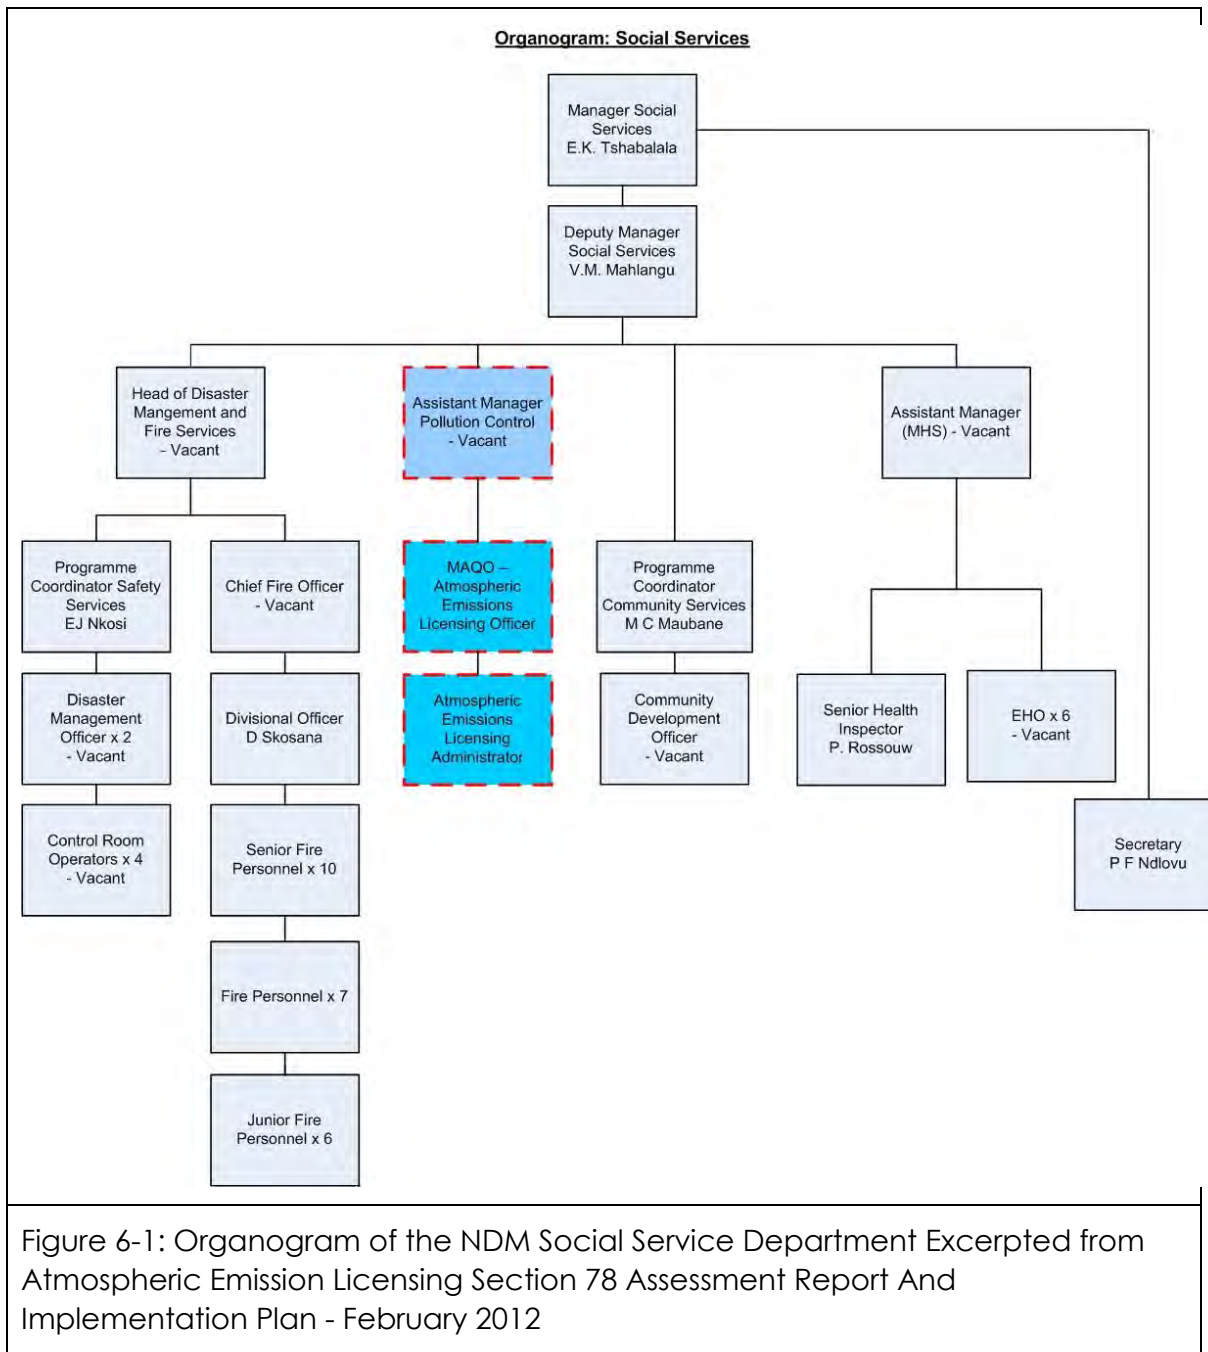 Organogram: Social Services
Manager Social
Services
E.K. Tshabalala
Deputy Manager
Social Services
V.M. Mahlangu
Head of Disaster
Mangement and
Fire Services
- Vacant
Assistant Manager
Pollution Control
- Vacant
Assistant Manager
(MHS) - Vacant
Programme
Coordinator Safety
Services
EJ Nkosi
Chief Fire Officer
- Vacant
MAQO –
Atmospheric
Emissions
Licensing Officer
Programme
Coordinator
Community Services
M C Maubane
Disaster
Management
Officer x 2
- Vacant
Divisional Officer
D Skosana
Atmospheric
Emissions
Licensing
Administrator
Community
Development
Officer
- Vacant
Senior Health
Inspector
P. Rossouw
EHO x 6
- Vacant
Control Room
Operators x 4
- Vacant
Senior Fire
Personnel x 10
Secretary
P F Ndlovu
Fire Personnel x 7
Junior Fire
Personnel x 6
Figure 6-1: Organogram of the NDM Social Service Department Excerpted from
Atmospheric Emission Licensing Section 78 Assessment Report And
Implementation Plan - February 2012